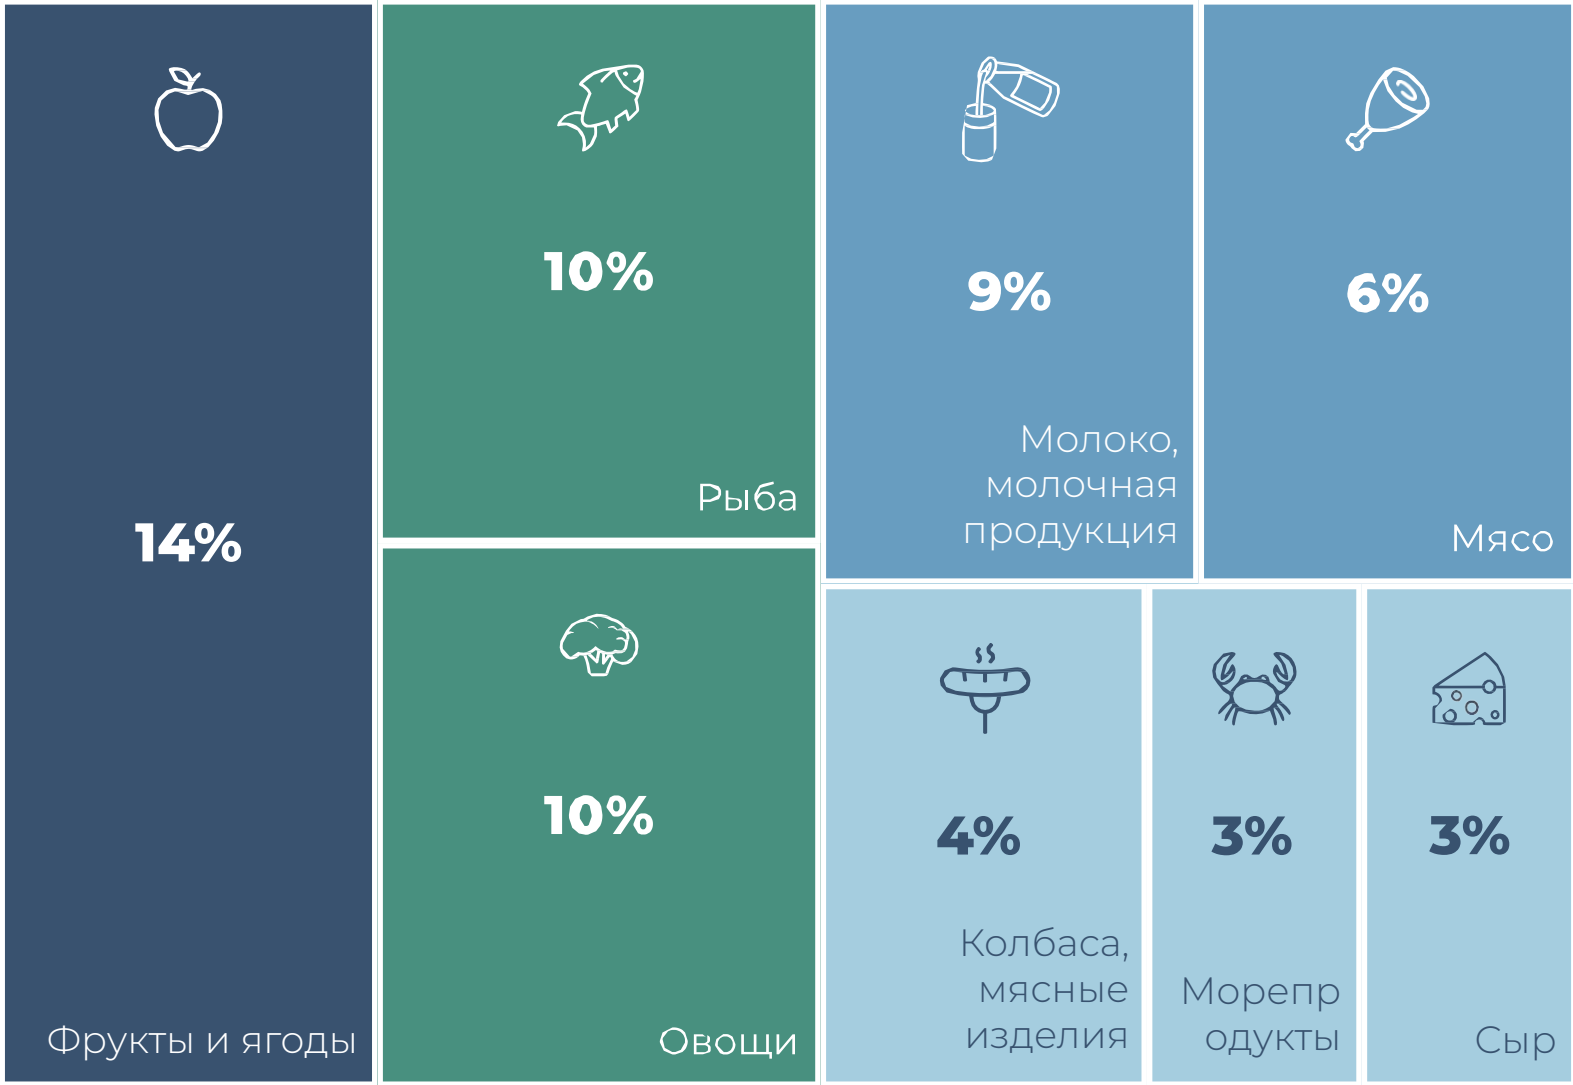 14%
Фрукты и ягоды
10%
Рыба
10%
Овощи
9%
Молоко,
молочная
продукция
6%
Мясо
4%
Колбаса,
мясные
изделия
3%
Морепр
одукты
3%
Сыр